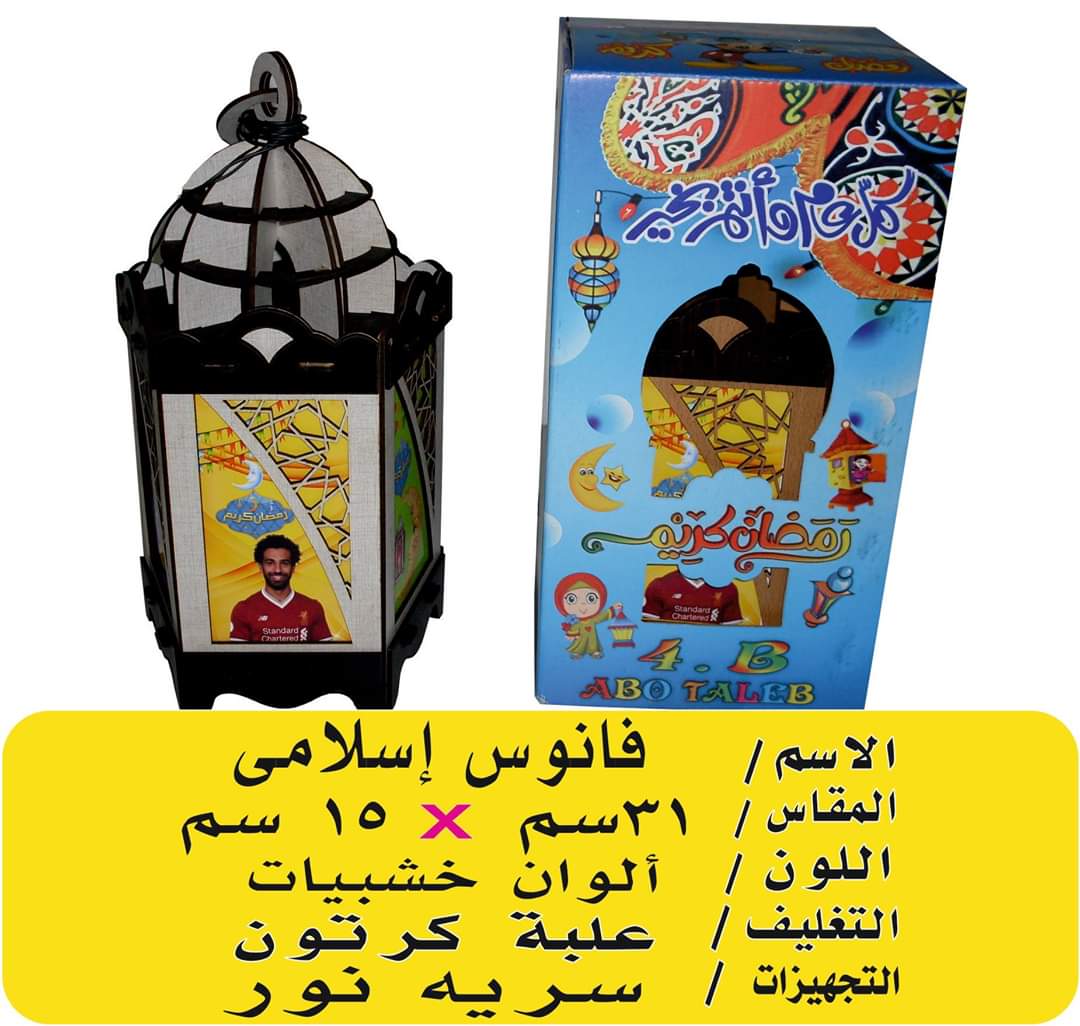 رمضان كريم
Standard
Chartered
كريم
رمضان
كل عام وأنتم بخير
رَمَضَان كَرِيْم
Standard
Chartered
4.B
ABO TALEB
الاسم / فانوس إسلامى
المقاس / ٣١سم × ١٥ سم
اللون / ألوان خشبيات
التغليف / علبة كرتون
التجهيزات / سريه نور